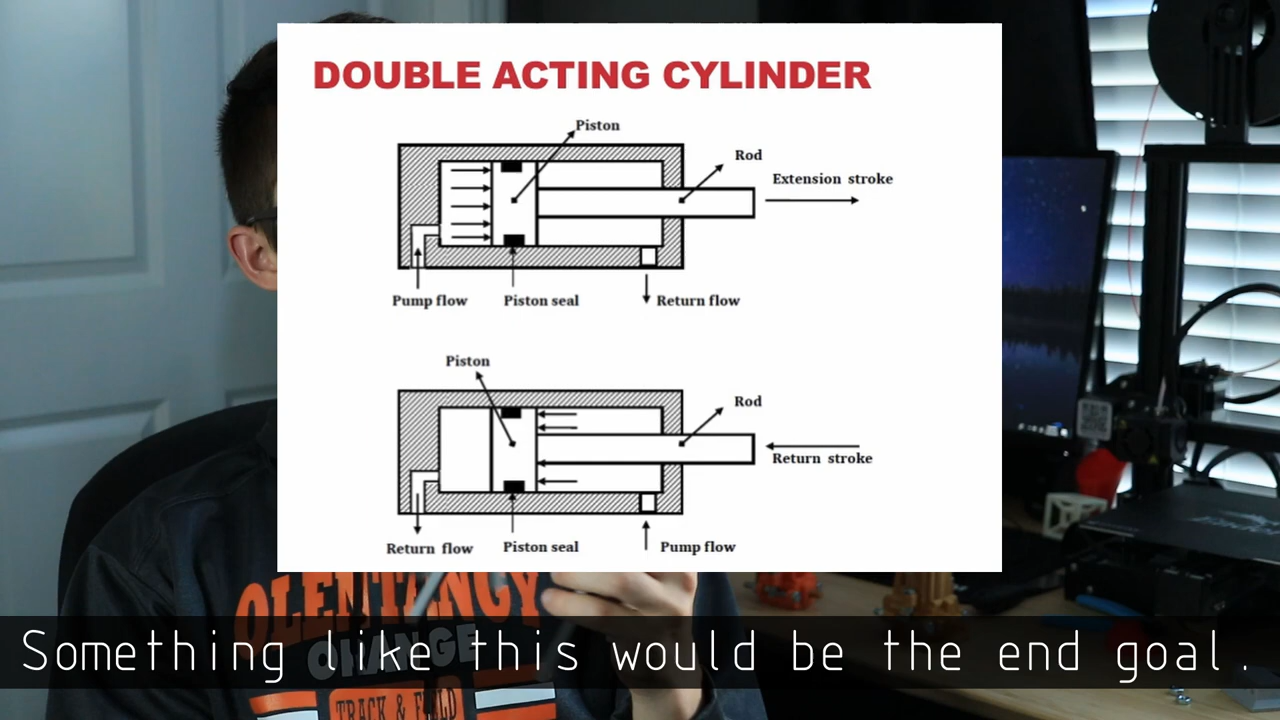 DOUBLE ACTING CYLINDER
Piston
Rod
Extension stroke
Pump flow
Piston seal
Return flow
Piston
Rod
Return stroke
Return flow
Piston seal
Pump flow
OLENTANGY
ORANGE
TRACK & FIELD
Something like this would be the end goal.